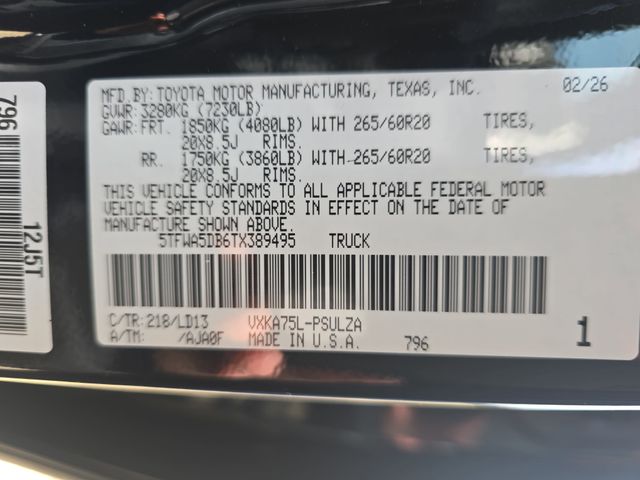 MFD.BY:TOYOTA MOTOR MANUFACTURING, TEXAS, INC. 02/26
GVWR:3280KG (7230LB)
GAWR:FRT. 1850KG (4080LB) WITH 265/60R20 TIRES,
20X8.5J RIMS.
RR. 1750KG (3860LB) WITH 265/60R20 TIRES,
20X8.5J RIMS.
THIS VEHICLE CONFORMS TO ALL APPLICABLE FEDERAL MOTOR
VEHICLE SAFETY STANDARDS IN EFFECT ON THE DATE OF
MANUFACTURE SHOWN ABOVE.
5TFWA5DB6TX389495 TRUCK
C/TR:218/LD13 VXKA75L-PSULZA
A/TM: /AJA0F MADE IN U.S.A. 796 1
796 12J5T